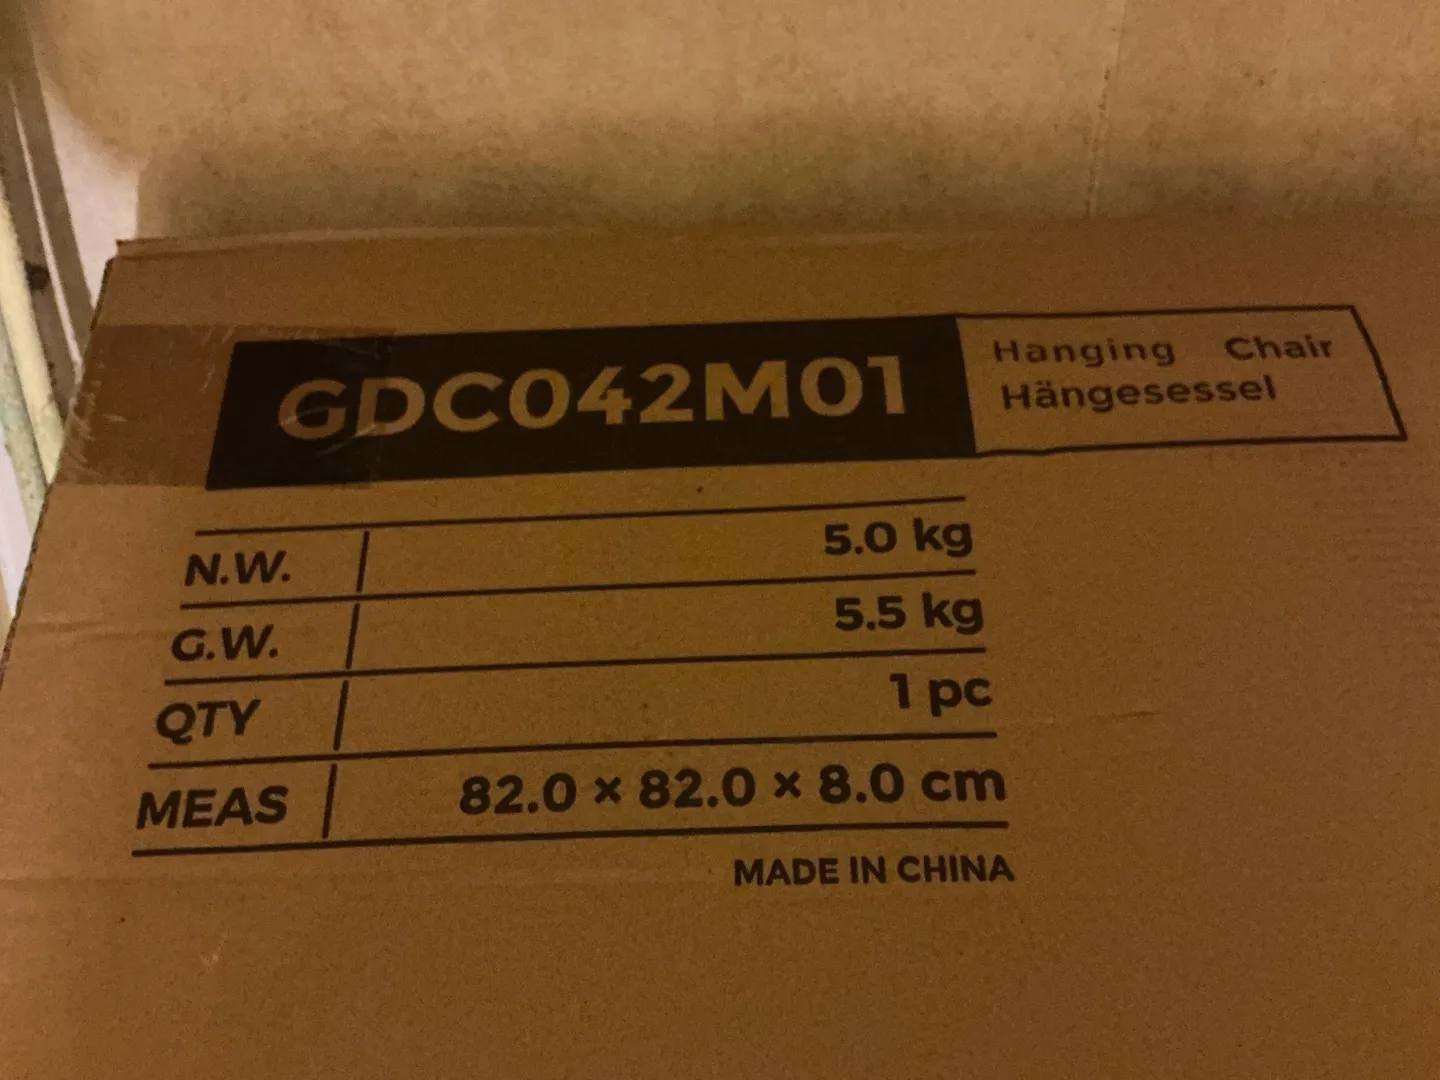 GDC042M01
Hanging Chair
Hängesessel
N.W. 5.0 kg
G.W. 5.5 kg
QTY 1 pc
MEAS 82.0 × 82.0 × 8.0 cm
MADE IN CHINA